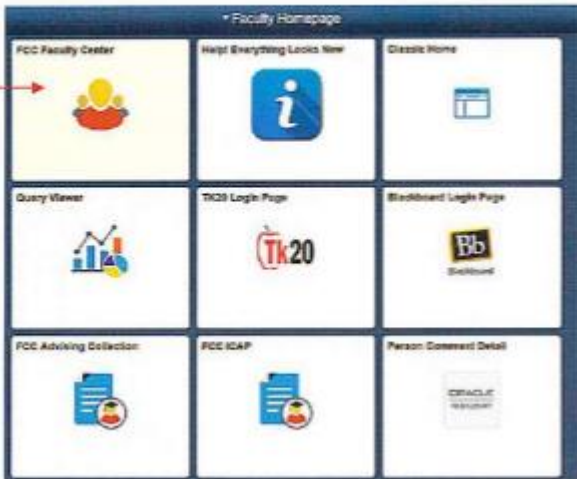 Faculty Homepage
FCC Faculty Center
Help! Everything Looks New
Classic Home
i
Query Viewer
TK20 Login Page
Blackboard Login Page
Tk20
Bb
Blackboard
FCC Advising Collection
FCC ICAP
Person Comment Detail
ORACLE
PEOPLESOFT